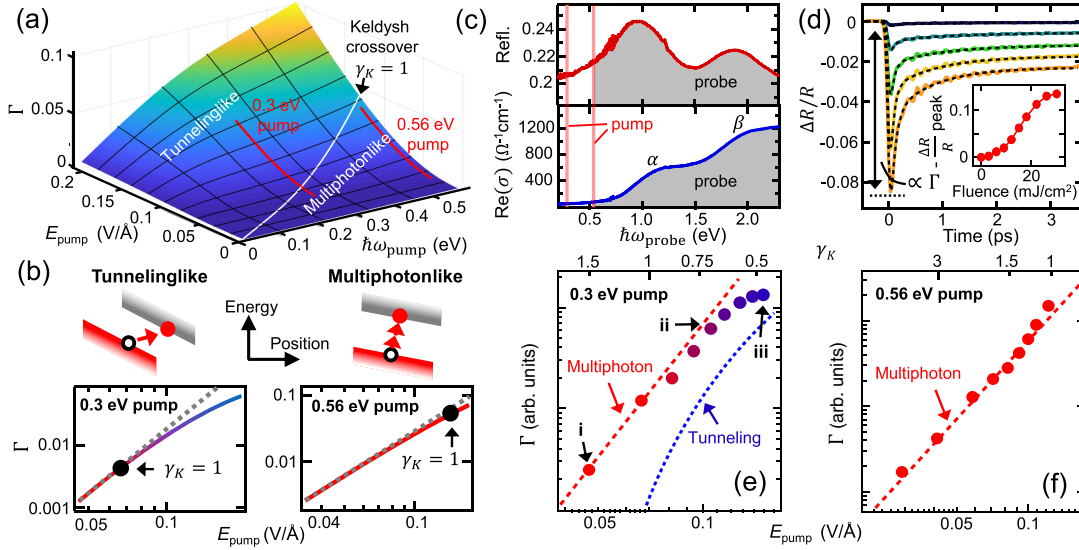 (a)
0.1
0.05
0
Γ
Keldysh
crossover
γK = 1
0.3 eV
pump
0.56 eV
pump
Tunnelinglike
Multiphotonlike
0.2
0.15
0.1
0.05
0
Epump (V/Å)
0
0.1
0.2
0.3
0.4
0.5
ħωpump (eV)
(b)
Tunnelinglike
Multiphotonlike
Energy
Position
0.3 eV pump
γK = 1
Γ
0.01
0.001
0.05
0.1
0.56 eV pump
γK = 1
0.10
0.01
0.05
0.1
Epump (V/Å)
(c)
Refl.
0.24
0.22
0.2
probe
Re(σ) (Ω⁻¹cm⁻¹)
1200
800
400
pump
α
β
probe
0.5
1.0
1.5
2.0
ħωprobe (eV)
(d)
ΔR/R
0
-0.02
-0.04
-0.06
-0.08
∝ Γ
-ΔR/R peak
0.1
0
0
20
Fluence (mJ/cm²)
0
1
2
3
Time (ps)
γK
1.5
1
0.75
0.5
0.3 eV pump
i
ii
iii
Multiphoton
Tunneling
Γ (arb. units)
(e)
0.05
0.1
Epump (V/Å)
3
1.5
1
0.56 eV pump
Multiphoton
Γ (arb. units)
(f)
0.05
0.1